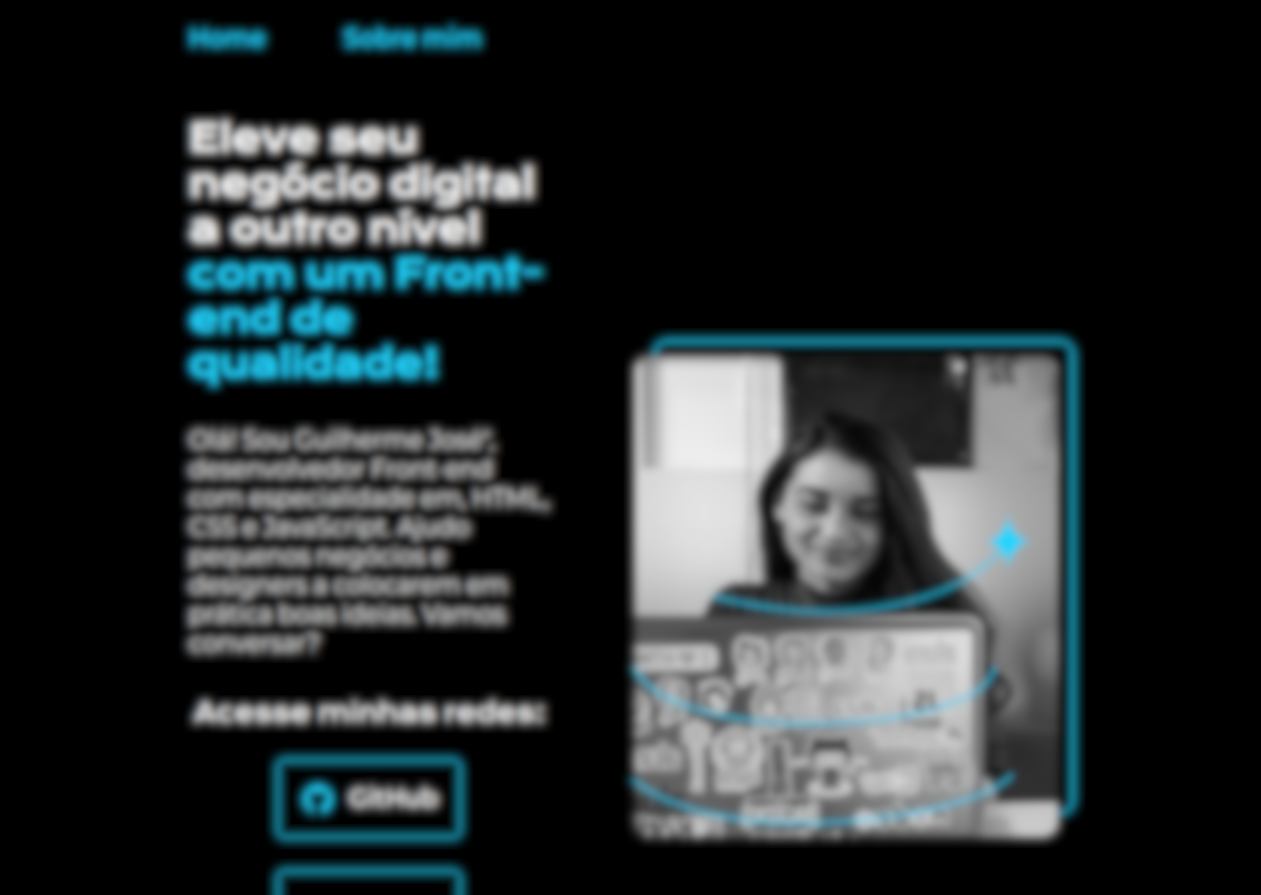 Home Sobre mim
Eleve seu
negócio digital
a outro nível
com um Front-
end de
qualidade!
Olá! Sou Guilherme José",
desenvolvedor Front-end
com especialidade em, HTML,
CSS e JavaScript. Ajudo
pequenos negócios e
designers a colocarem em
prática boas ideias. Vamos
conversar?
Acesse minhas redes:
GitHub